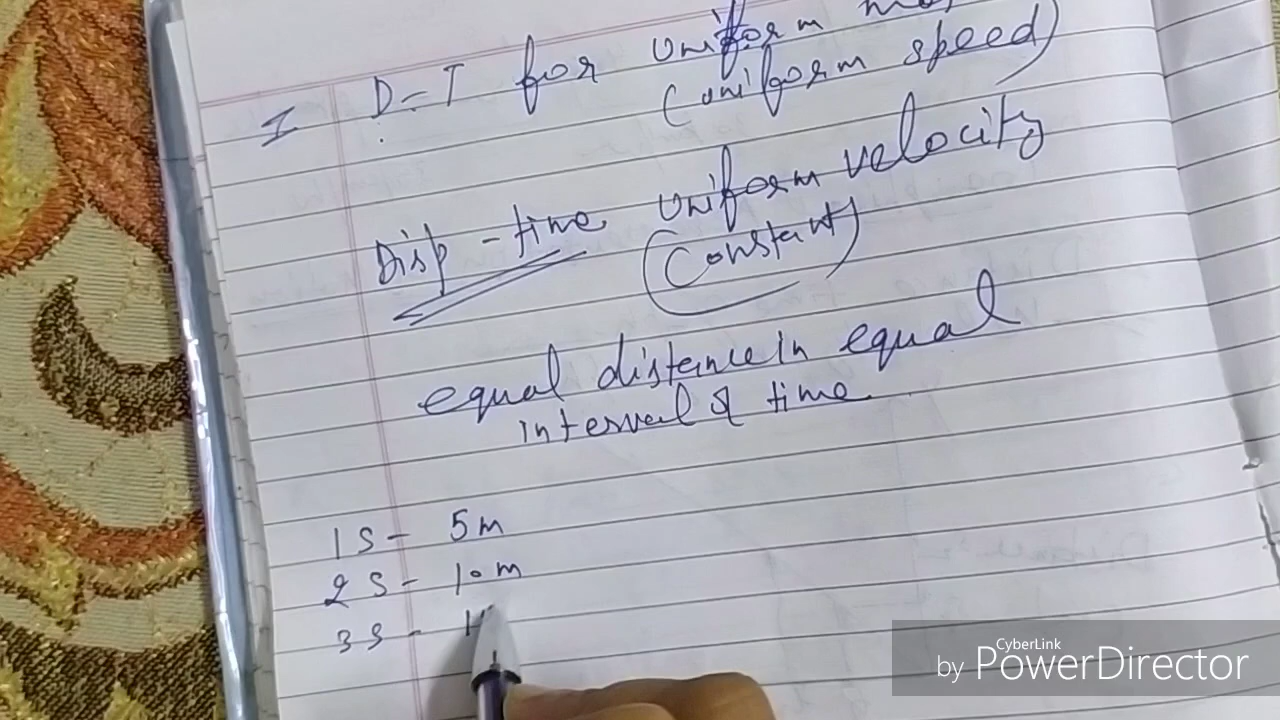 I D-T for uniform
(uniform speed)
Disp-time uniform velocity
(Constant)
equal distance in equal
interval of time.
1S- 5m
2S- 10m
3S- 1
CyberLink
by PowerDirector